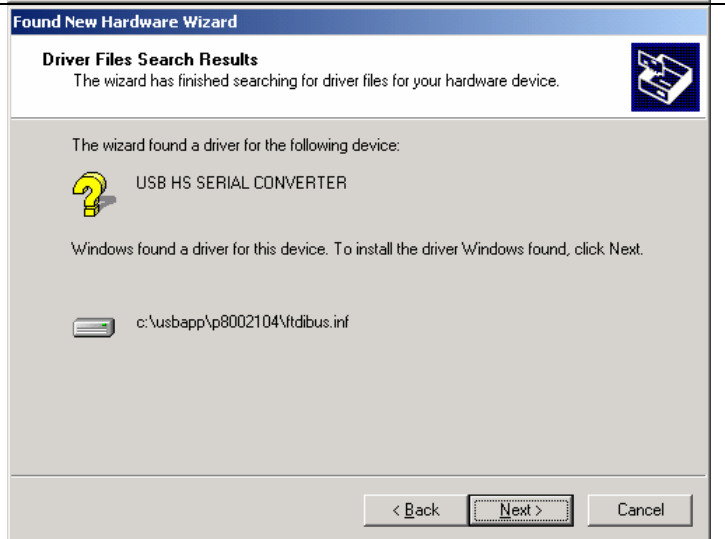 Found New Hardware Wizard
Driver Files Search Results
The wizard has finished searching for driver files for your hardware device.
The wizard found a driver for the following device:
USB HS SERIAL CONVERTER
Windows found a driver for this device. To install the driver Windows found, click Next.
c:\usbapp\p8002104\ftdibus.inf
< Back Next > Cancel